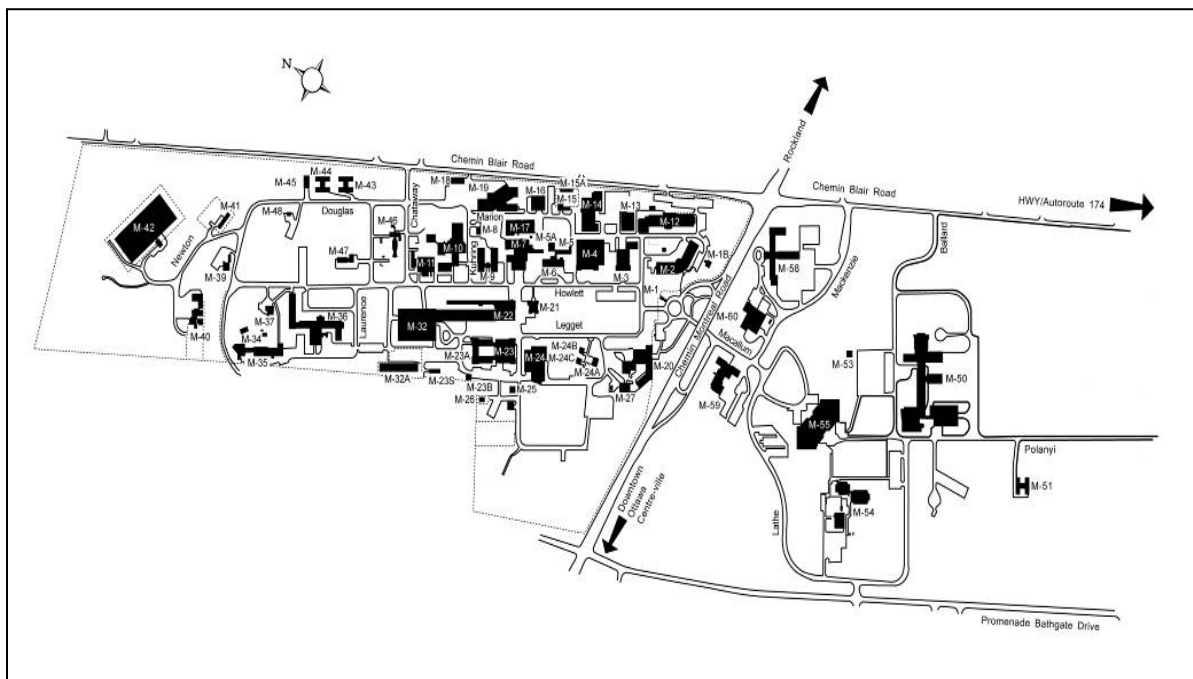 N
Rockland
Chemin Blair Road
Chemin Blair Road
HWY/Autoroute 174
M-44
M-45
M-43
M-18
M-19
M-16
M-15A
M-15
M-14
M-13
M-12
M-41
M-42
M-48
Douglas
M-46
Chataway
Marion
M-8
M-17
M-5A
M-5
M-10
M-7
M-4
M-3
M-2
M-1B
M-58
Ballard
Newton
M-39
M-47
M-11
Kuhring
M-9
M-6
Howlett
M-1
Mackenzie
M-40
M-37
M-36
Laurence
M-32
M-22
M-21
Legget
Chemin Montreal Road
M-60
Macallum
M-34
M-35
M-32A
M-23A
M-23
M-23S
M-23B
M-24
M-24B
M-24C
M-24A
M-20
M-25
M-26
M-27
M-59
M-53
M-50
M-55
Polanyi
M-51
Downtown
Ottawa
Centre-ville
Lathe
M-54
Promenade Bathgate Drive